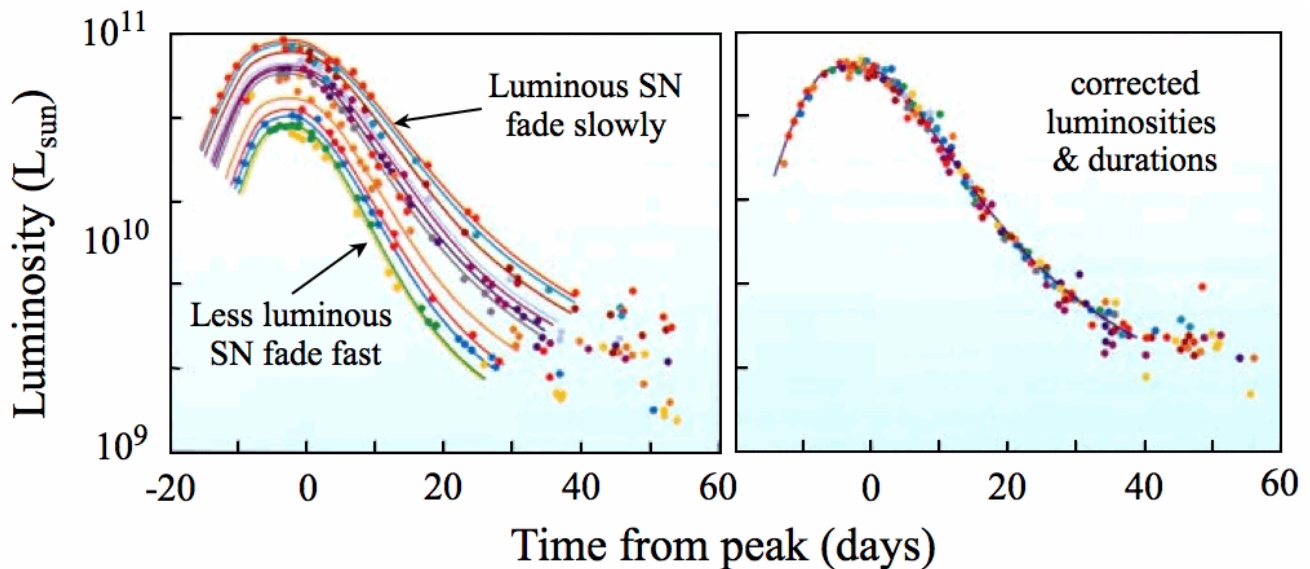 Luminosity (L_sun)
10^11
10^10
10^9
Luminous SN
fade slowly
Less luminous
SN fade fast
corrected
luminosities
& durations
-20 0 20 40 60
0 20 40 60
Time from peak (days)